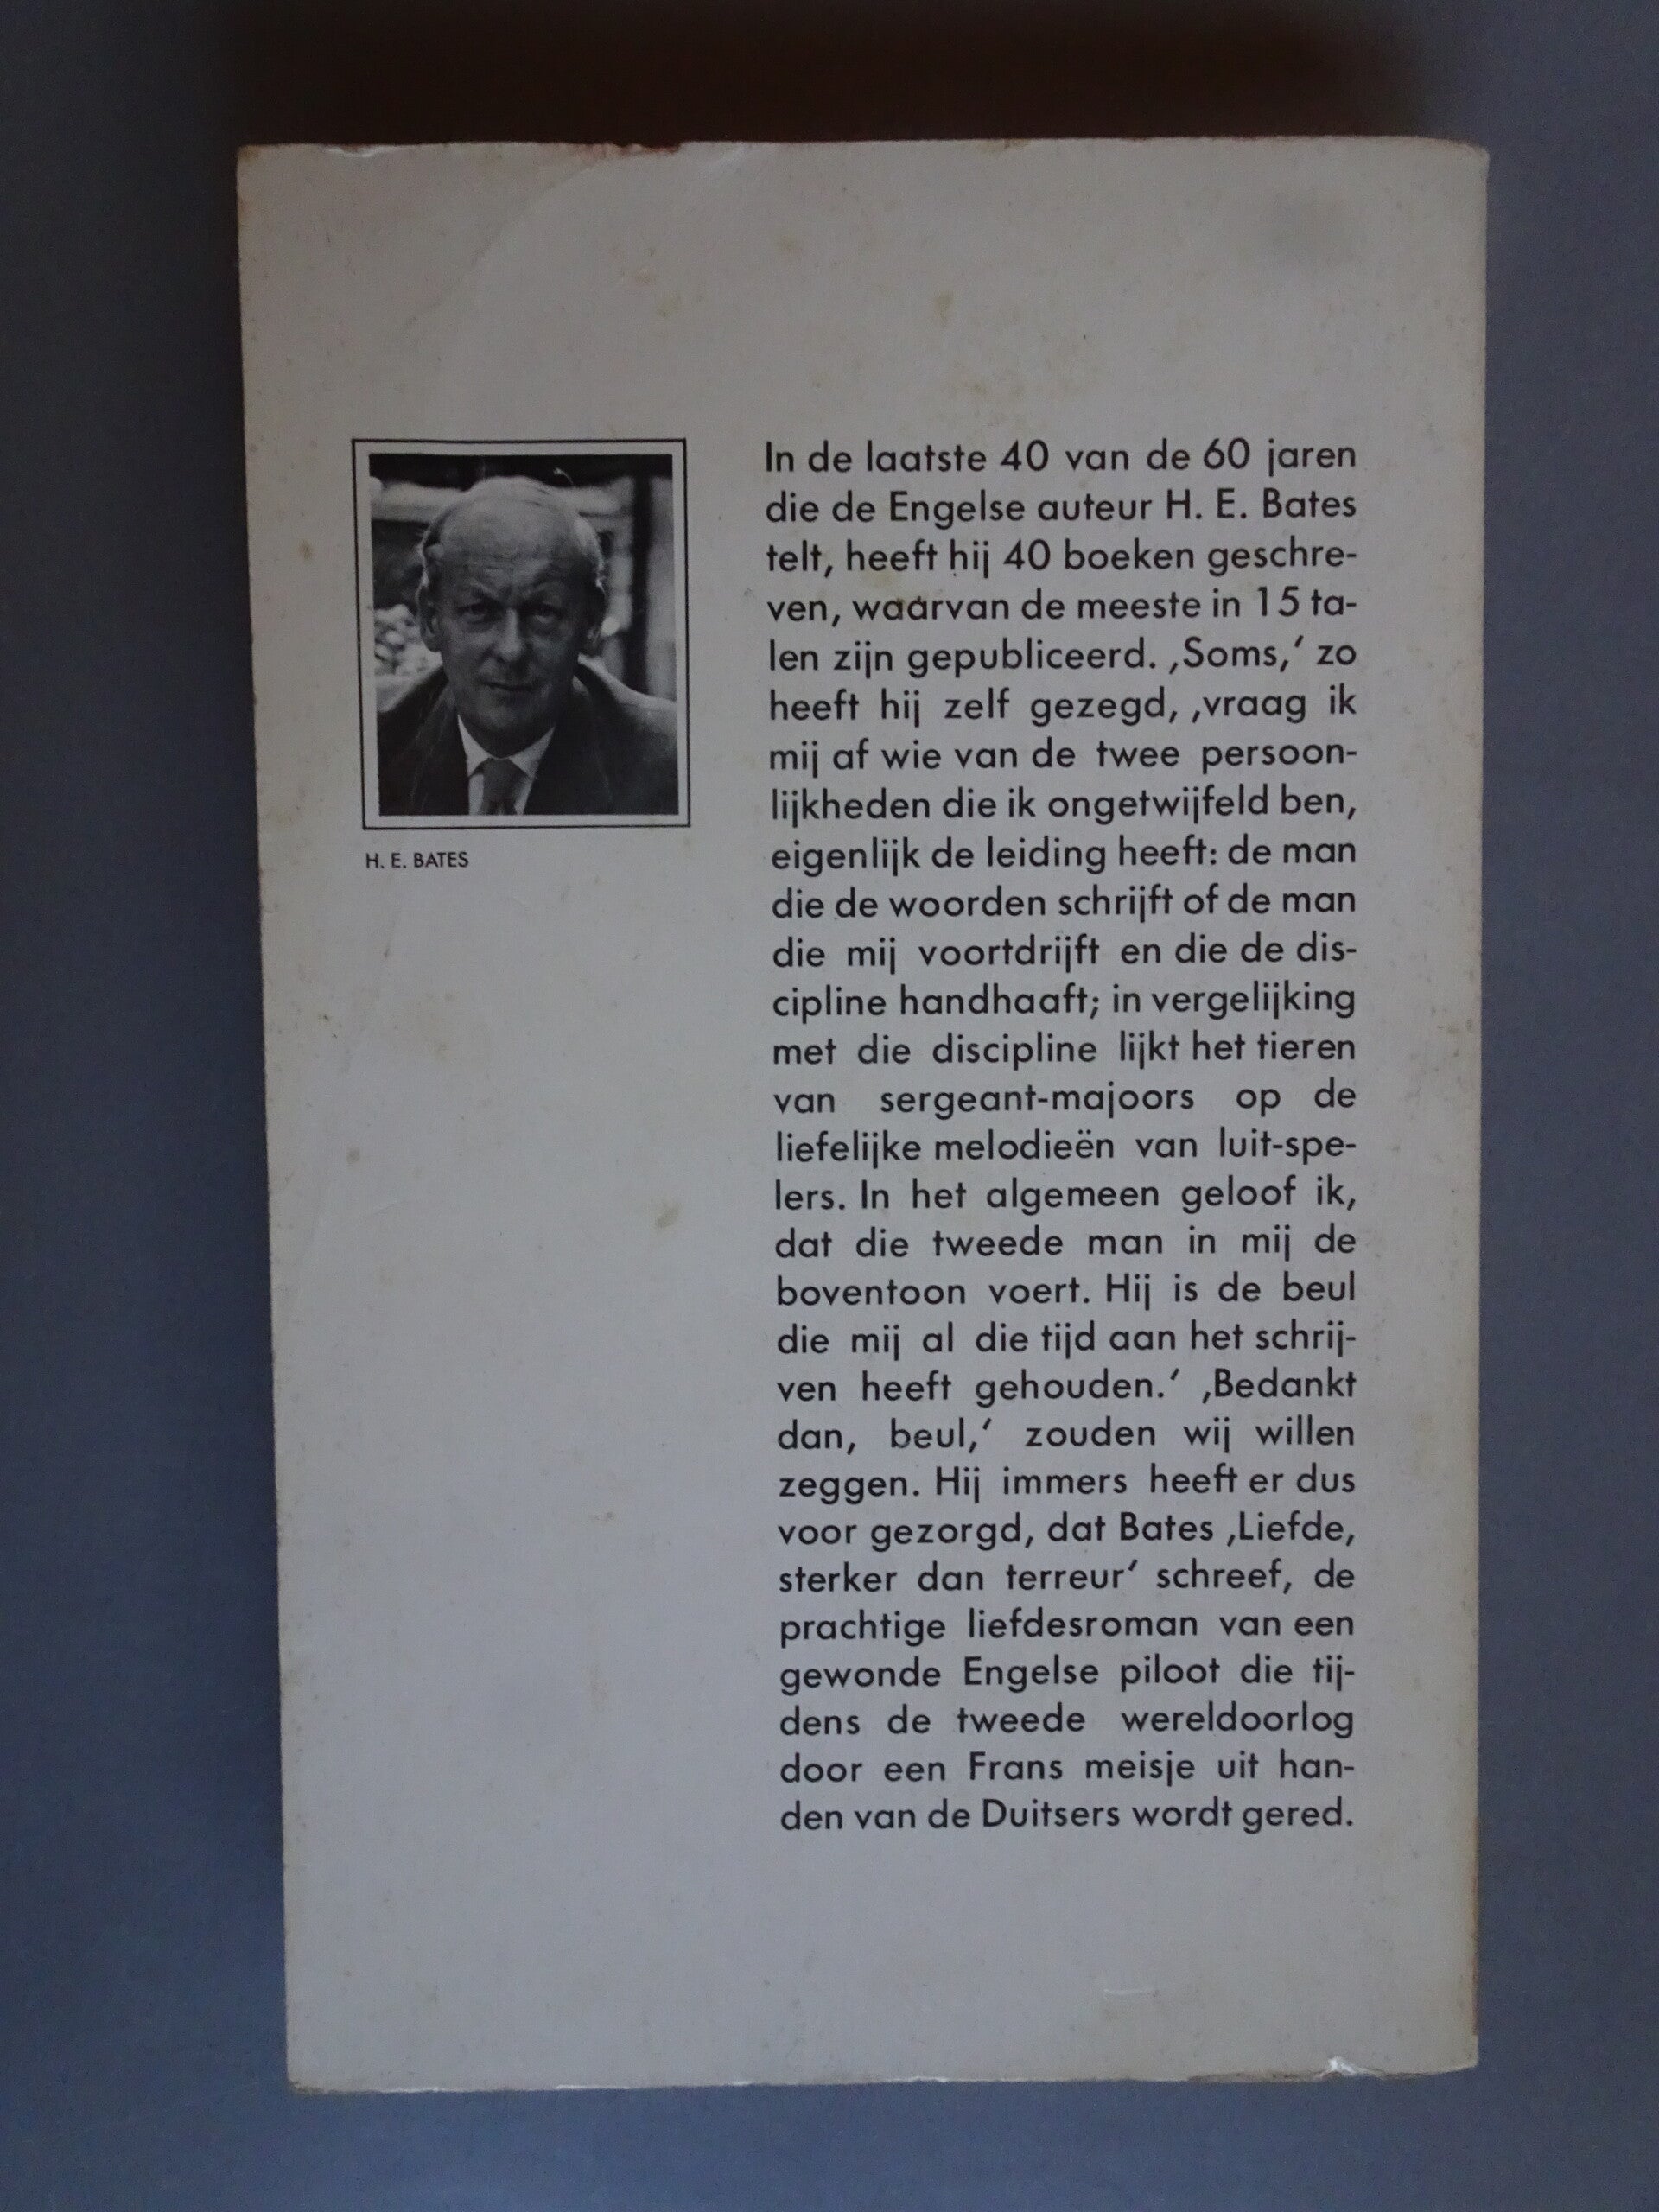 H. E. BATES
In de laatste 40 van de 60 jaren
die de Engelse auteur H. E. Bates
telt, heeft hij 40 boeken geschre-
ven, waarvan de meeste in 15 ta-
len zijn gepubliceerd. ‚Soms,’ zo
heeft hij zelf gezegd, ‚vraag ik
mij af wie van de twee persoon-
lijkheden die ik ongetwijfeld ben,
eigenlijk de leiding heeft: de man
die de woorden schrijft of de man
die mij voortdrijft en die de dis-
cipline handhaaft; in vergelijking
met die discipline lijkt het tieren
van sergeant-majoors op de
liefelijke melodieën van luit-spe-
lers. In het algemeen geloof ik,
dat die tweede man in mij de
boventoon voert. Hij is de beul
die mij al die tijd aan het schrij-
ven heeft gehouden.’ ‚Bedankt
dan, beul,’ zouden wij willen
zeggen. Hij immers heeft er dus
voor gezorgd, dat Bates ‚Liefde,
sterker dan terreur’ schreef, de
prachtige liefdesroman van een
gewonde Engelse piloot die tij-
dens de tweede wereldoorlog
door een Frans meisje uit han-
den van de Duitsers wordt gered.